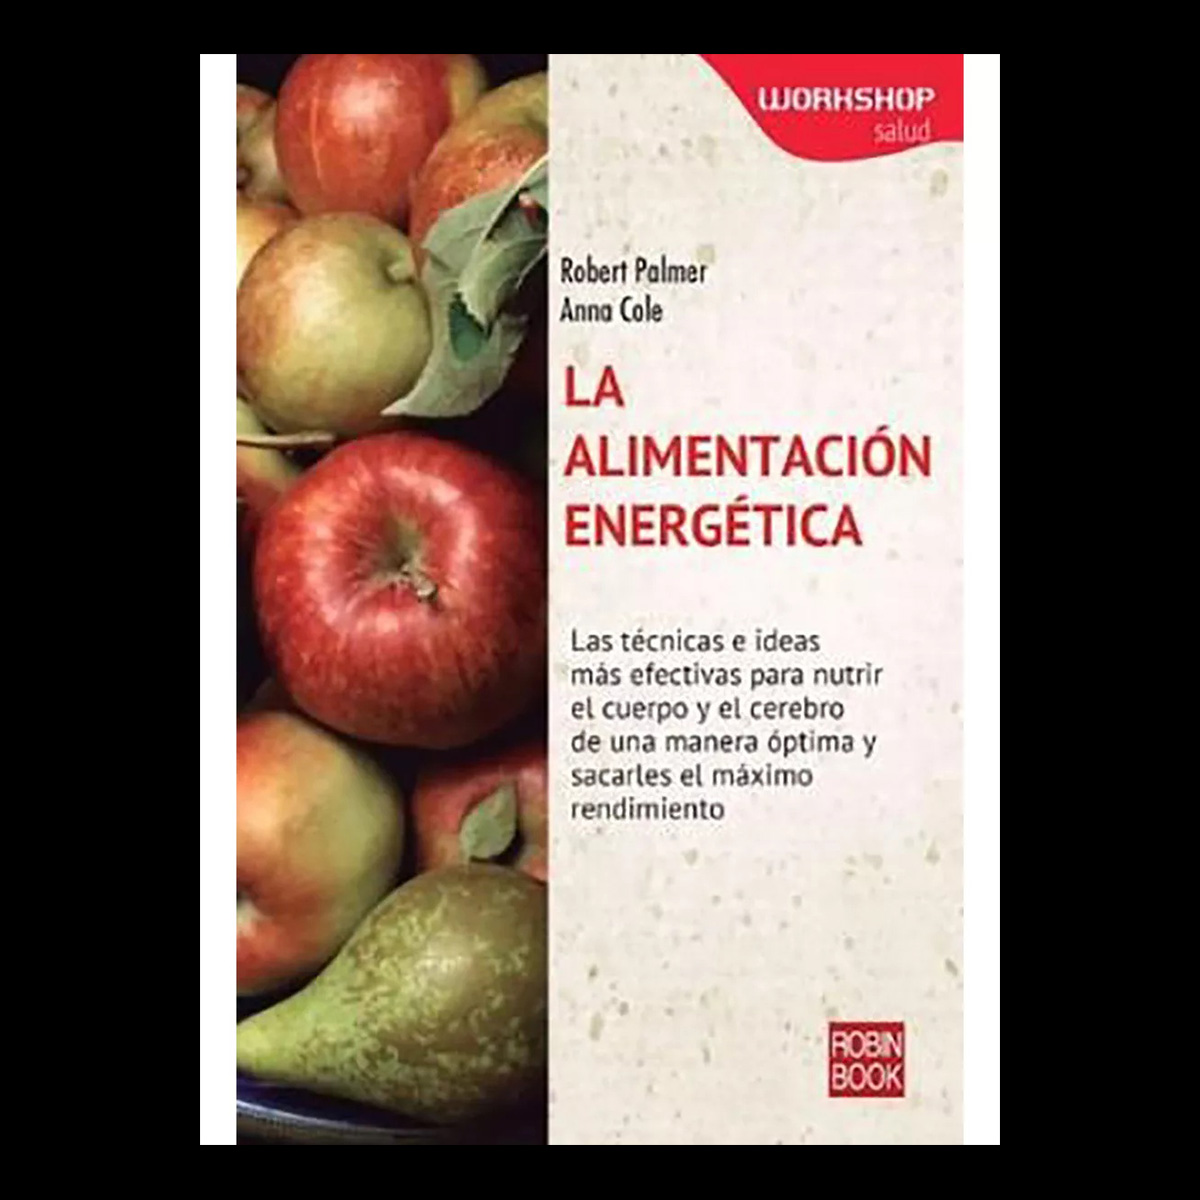 WORKSHOP
salud
Robert Palmer
Anna Cole
LA
ALIMENTACIÓN
ENERGÉTICA
Las técnicas e ideas
más efectivas para nutrir
el cuerpo y el cerebro
de una manera óptima y
sacarles el máximo
rendimiento
ROBIN
BOOK